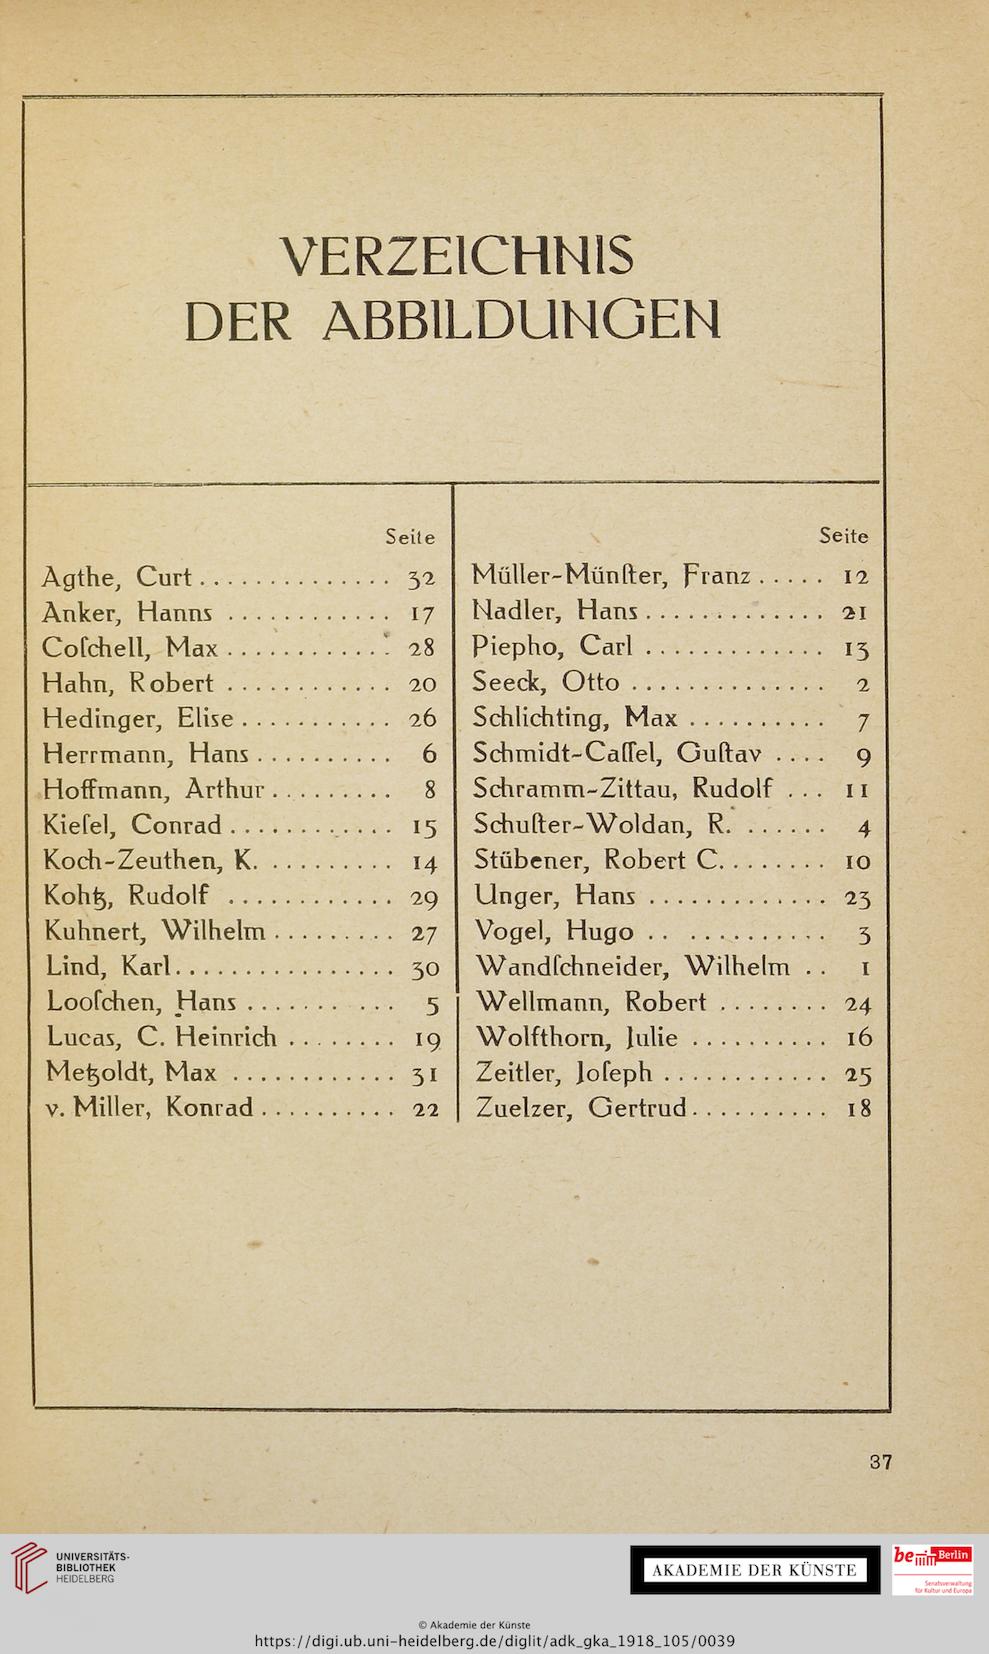 VERZEICHNIS
DER ABBILDUNGEN
Seite
Agthe, Curt .............. 32
Anker, Hanns ............ 17
Coſchell, Max ............ 28
Hahn, Robert ............ 20
Hedinger, Elise ........... 26
Herrmann, Hans .......... 6
Hoffmann, Arthur ......... 8
Kieſel, Conrad ............ 15
Koch-Zeuthen, K. .......... 14
Kohtz, Rudolf ............ 29
Kuhnert, Wilhelm ......... 27
Lind, Karl ................ 30
Looſchen, Hans .......... 5
Lucas, C. Heinrich ........ 19
Metzoldt, Max ............ 31
v. Miller, Konrad .......... 22
Seite
Müller-Münſter, Franz ..... 12
Nadler, Hans ............. 21
Piepho, Carl ............. 13
Seeck, Otto .............. 2
Schlichting, Max .......... 7
Schmidt-Caſſel, Guſtav .... 9
Schramm-Zittau, Rudolf ... 11
Schuſter-Woldan, R. ...... 4
Stübener, Robert C. ....... 10
Unger, Hans ............. 23
Vogel, Hugo .. .......... 3
Wandſchneider, Wilhelm .. 1
Wellmann, Robert ........ 24
Wolfthorn, Julie .......... 16
Zeitler, Joſeph ............ 25
Zuelzer, Gertrud .......... 18
37
UNIVERSITÄTS-
BIBLIOTHEK
HEIDELBERG
AKADEMIE DER KÜNSTE
be Berlin
Senatsverwaltung
für Kultur und Europa
© Akademie der Künste
https://digi.ub.uni-heidelberg.de/diglit/adk_gka_1918_105/0039